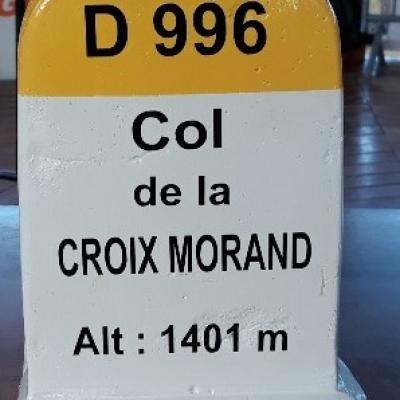 D 996
Col
de la
CROIX MORAND
Alt : 1401 m